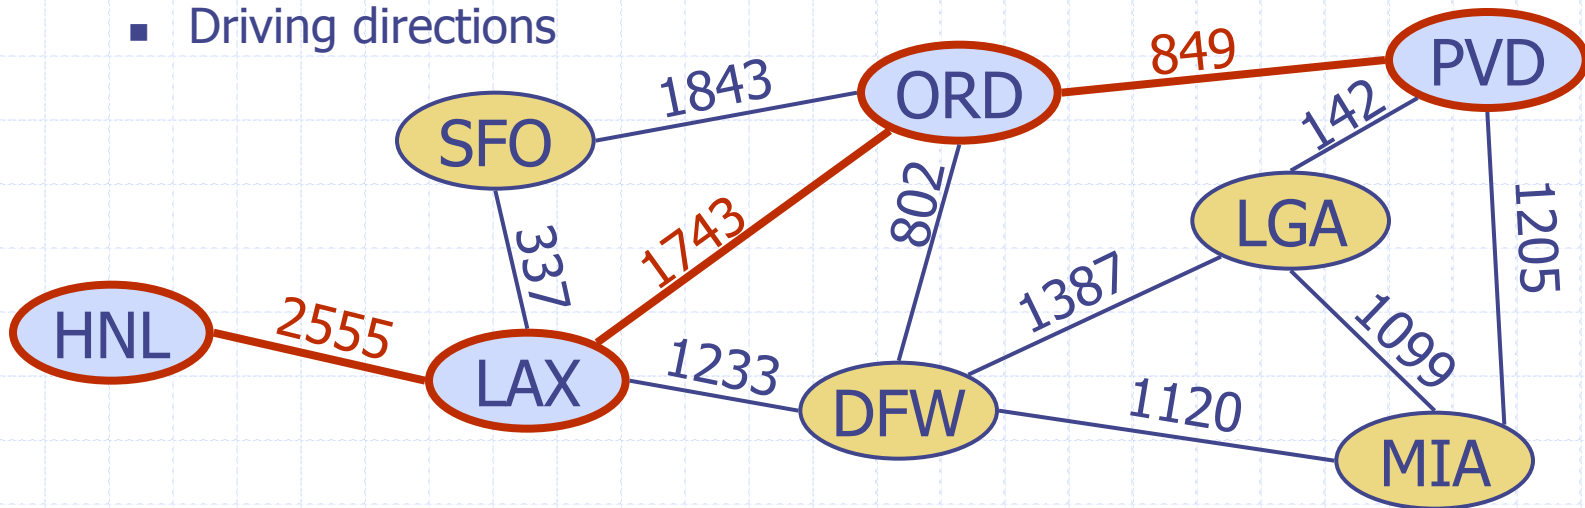 ▪ Driving directions
849
PVD
1843
ORD
142
SFO
802
LGA
1205
337
1743
1387
HNL
2555
1099
LAX
1233
DFW
1120
MIA